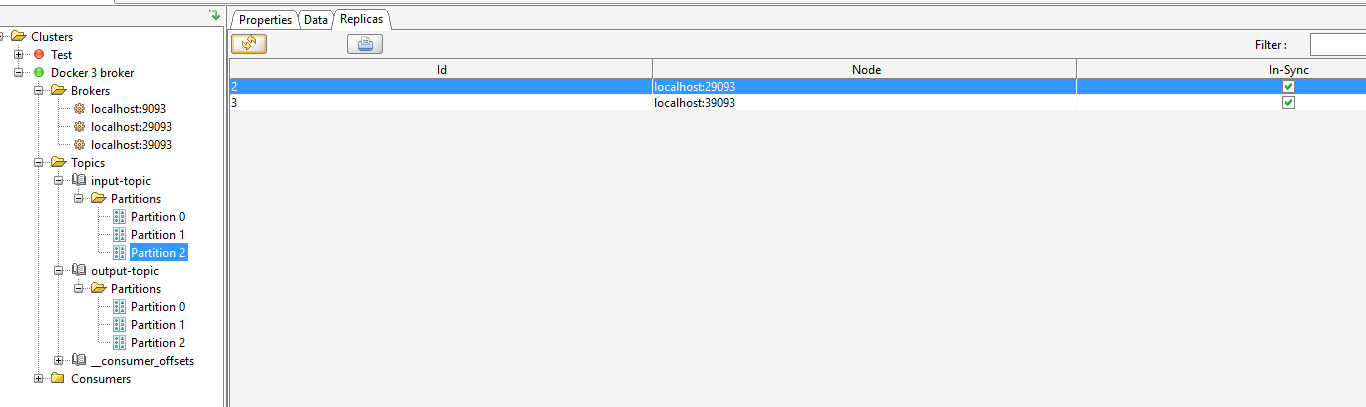 Clusters
Test
Docker 3 broker
Brokers
localhost:9093
localhost:29093
localhost:39093
Topics
input-topic
Partitions
Partition 0
Partition 1
Partition 2
output-topic
Partitions
Partition 0
Partition 1
Partition 2
__consumer_offsets
Consumers
Properties Data Replicas
Filter :
Id Node In-Sync
2 localhost:29093
3 localhost:39093